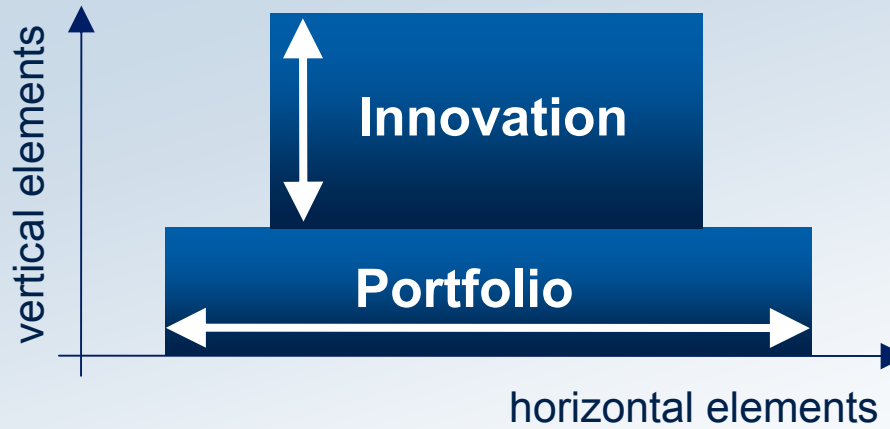 vertical elements
Innovation
Portfolio
horizontal elements